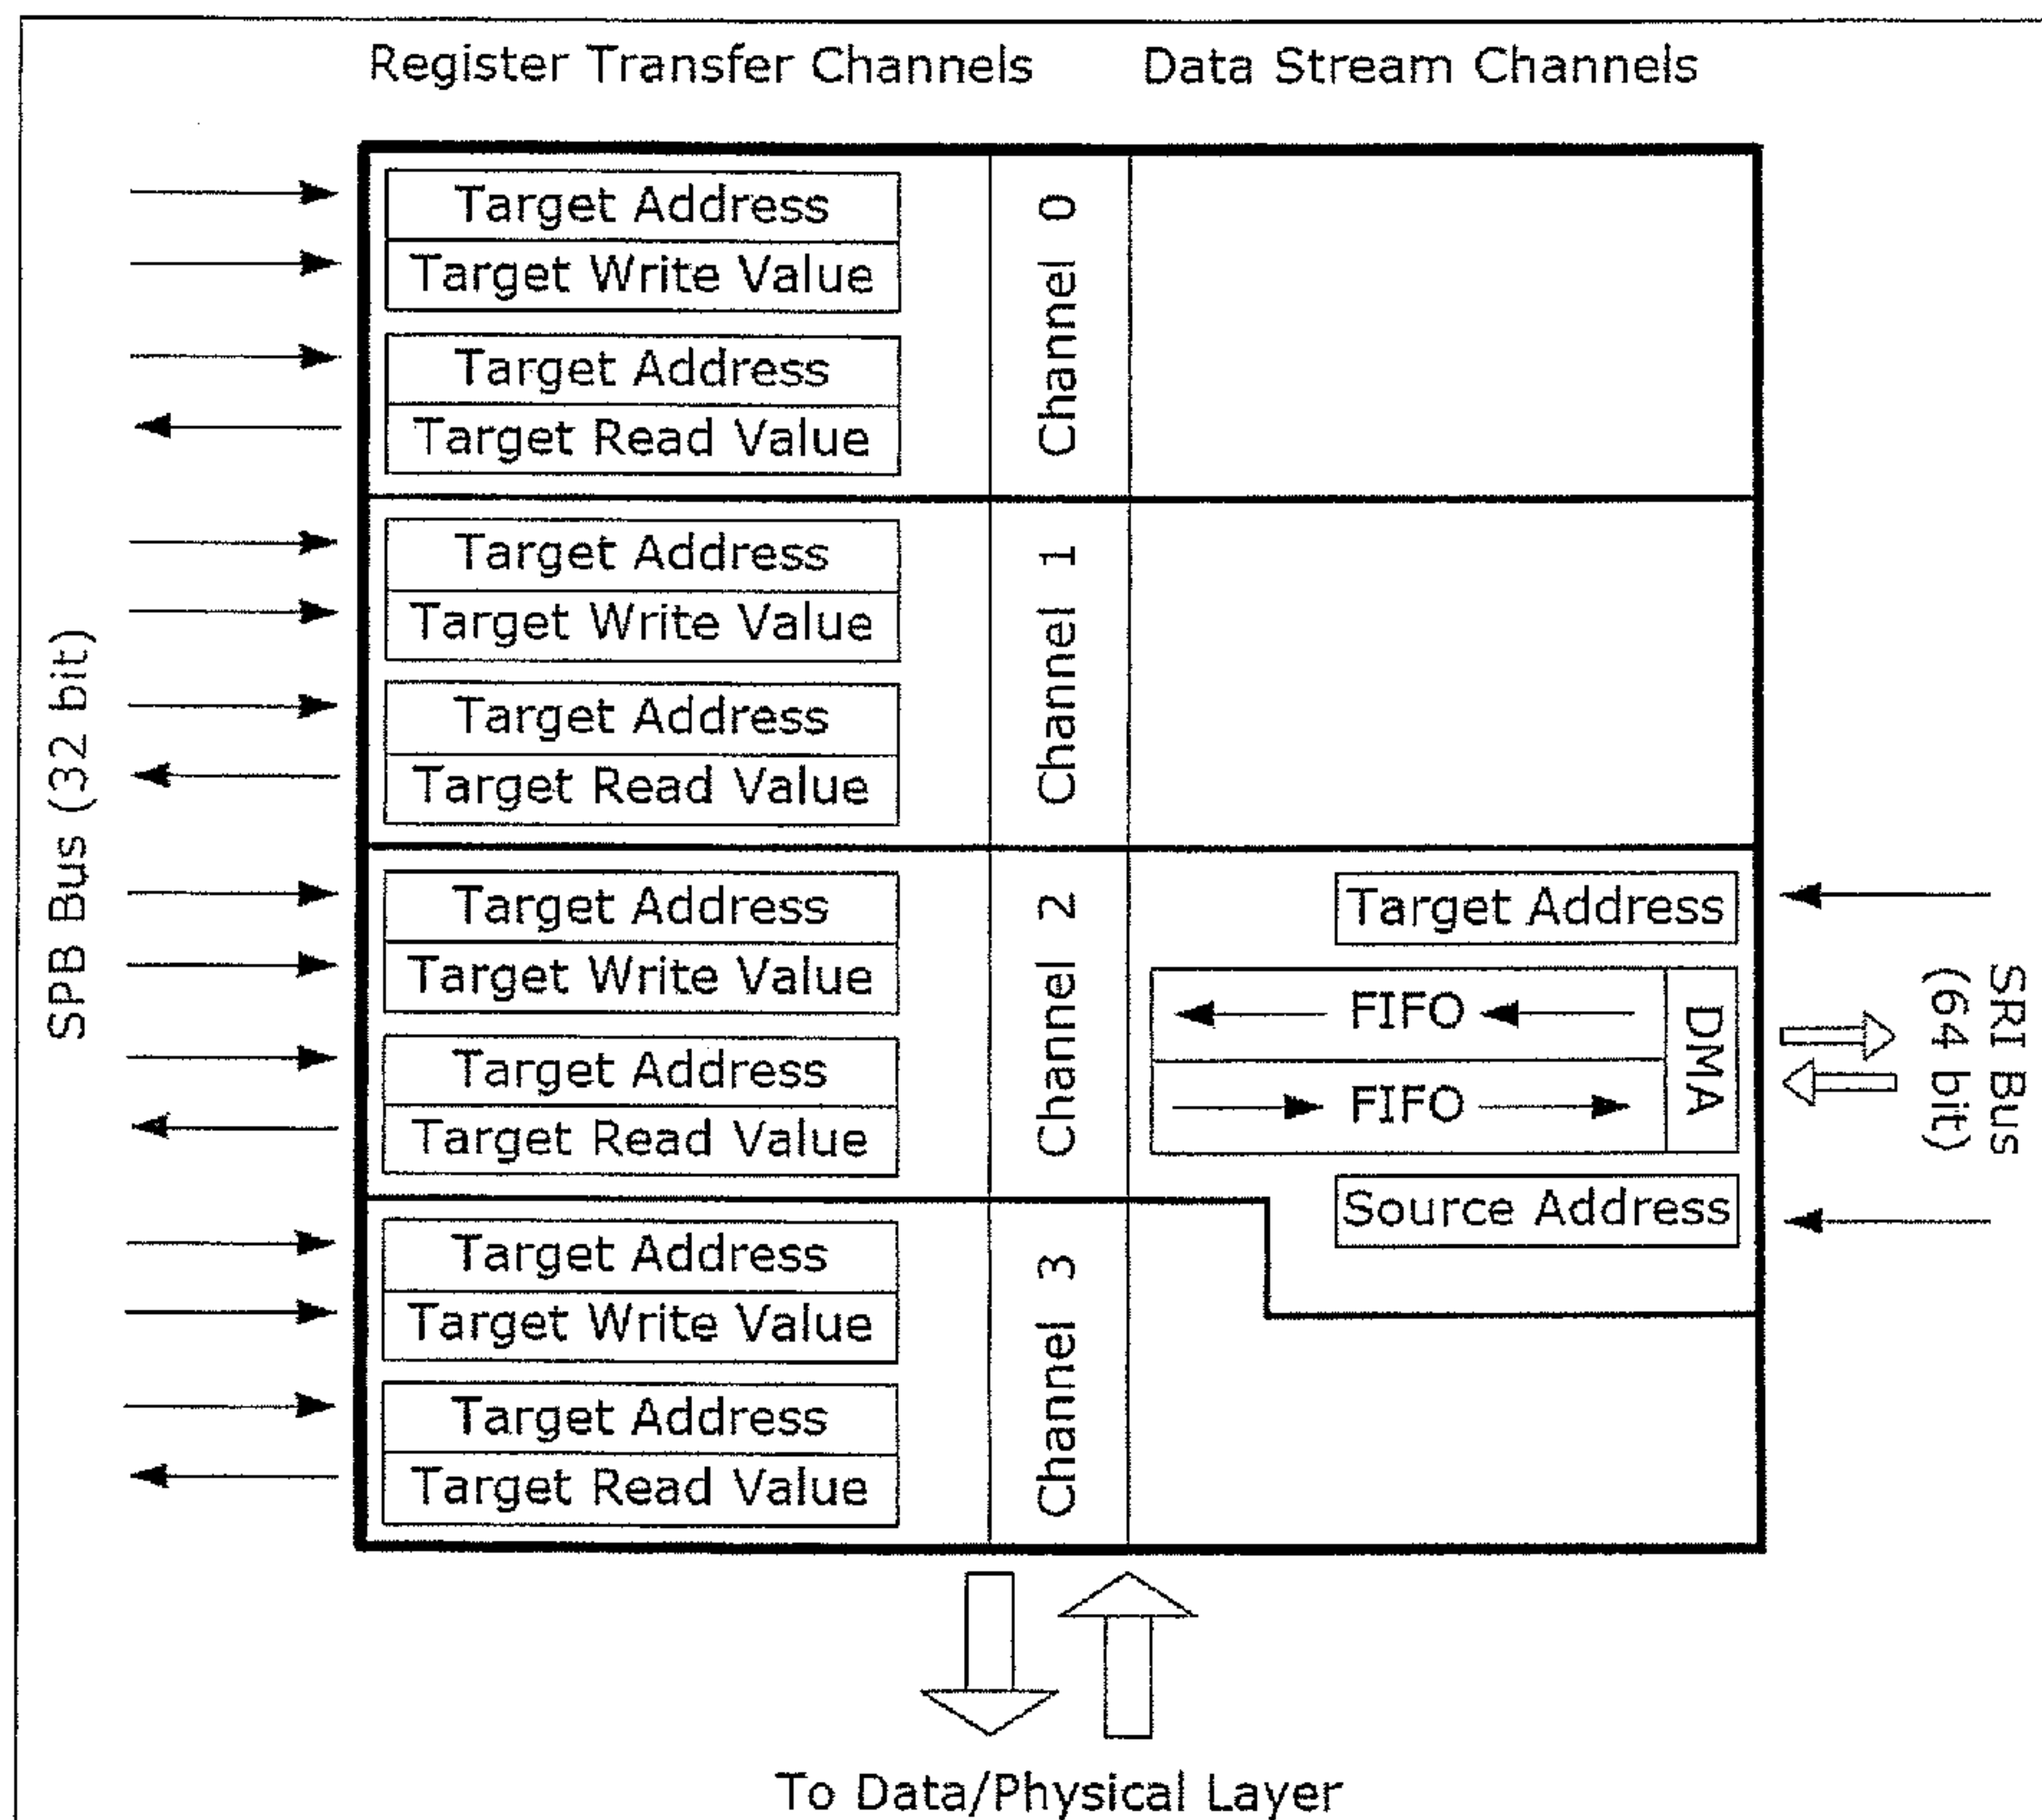 Register Transfer Channels
Data Stream Channels
SPB Bus (32 bit)
Target Address
Target Write Value
Target Address
Target Read Value
Channel 0
Target Address
Target Write Value
Target Address
Target Read Value
Channel 1
Target Address
Target Write Value
Target Address
Target Read Value
Channel 2
Target Address
FIFO
FIFO
DMA
Source Address
SRI Bus
(64 bit)
Target Address
Target Write Value
Target Address
Target Read Value
Channel 3
To Data/Physical Layer